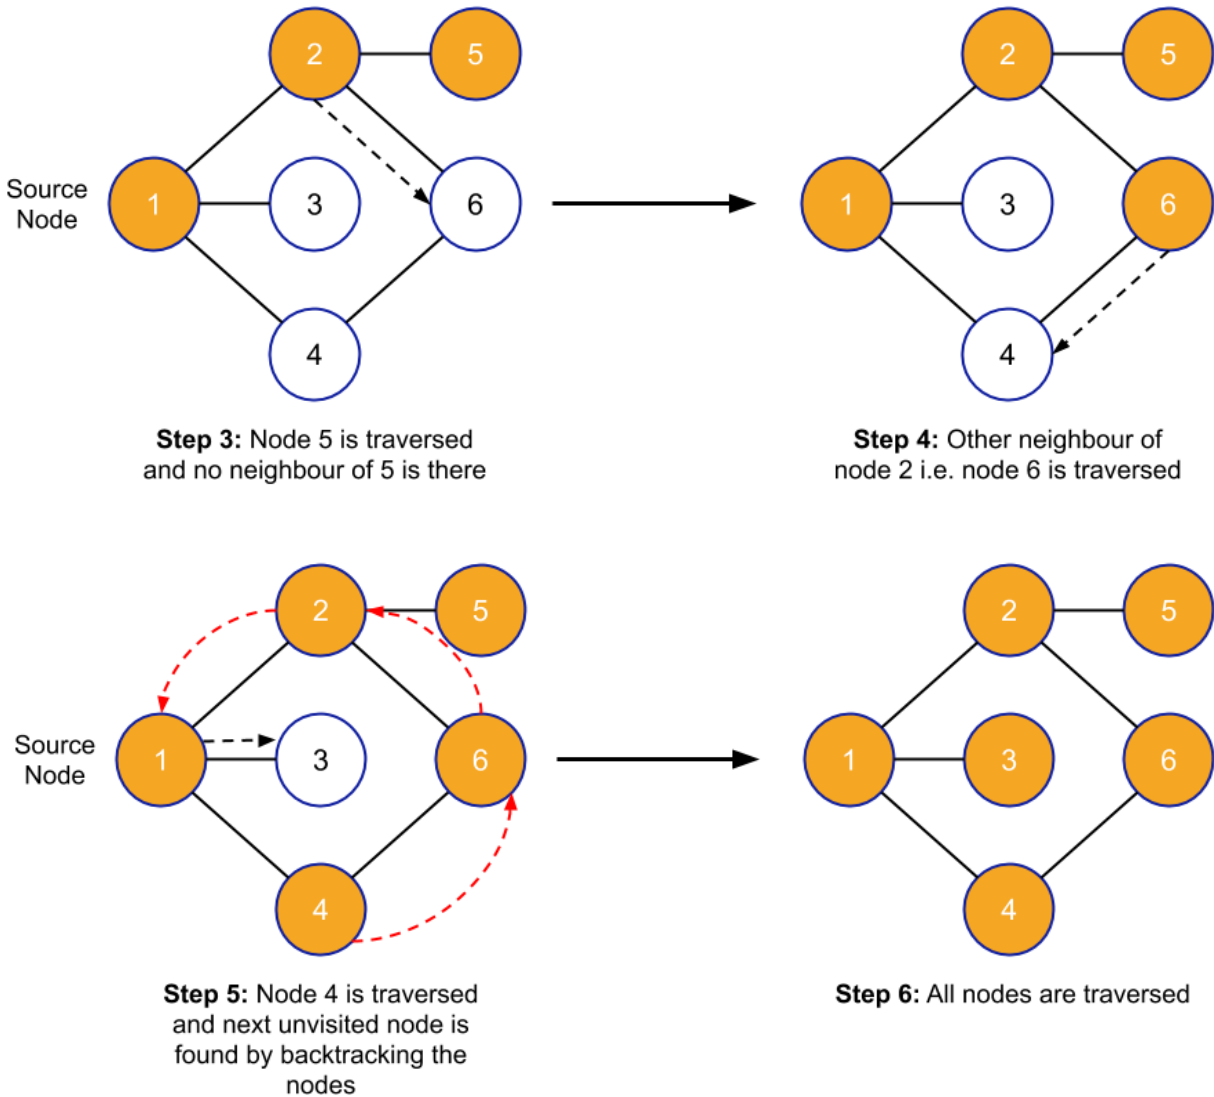 2
5
2
5
Source
Node
1
3
6
1
3
6
4
4
Step 3: Node 5 is traversed
and no neighbour of 5 is there
Step 4: Other neighbour of
node 2 i.e. node 6 is traversed
2
5
2
5
Source
Node
1
3
6
1
3
6
4
4
Step 5: Node 4 is traversed
and next unvisited node is
found by backtracking the
nodes
Step 6: All nodes are traversed